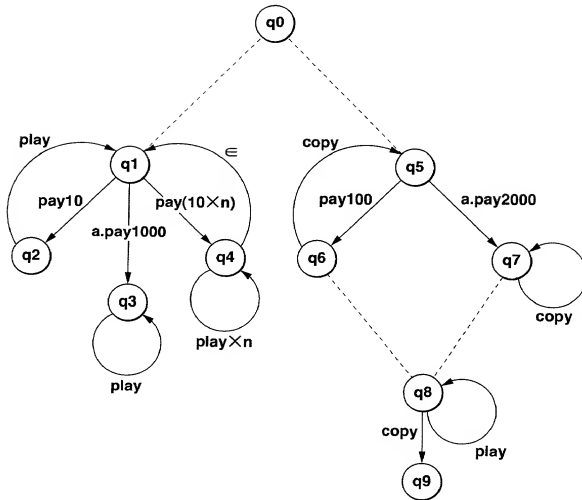 q0
play
∈
copy
q1
q5
pay10
pay(10×n)
pay100
a.pay2000
a.pay1000
q2
q4
q6
q7
q3
copy
play×n
play
q8
copy
play
q9